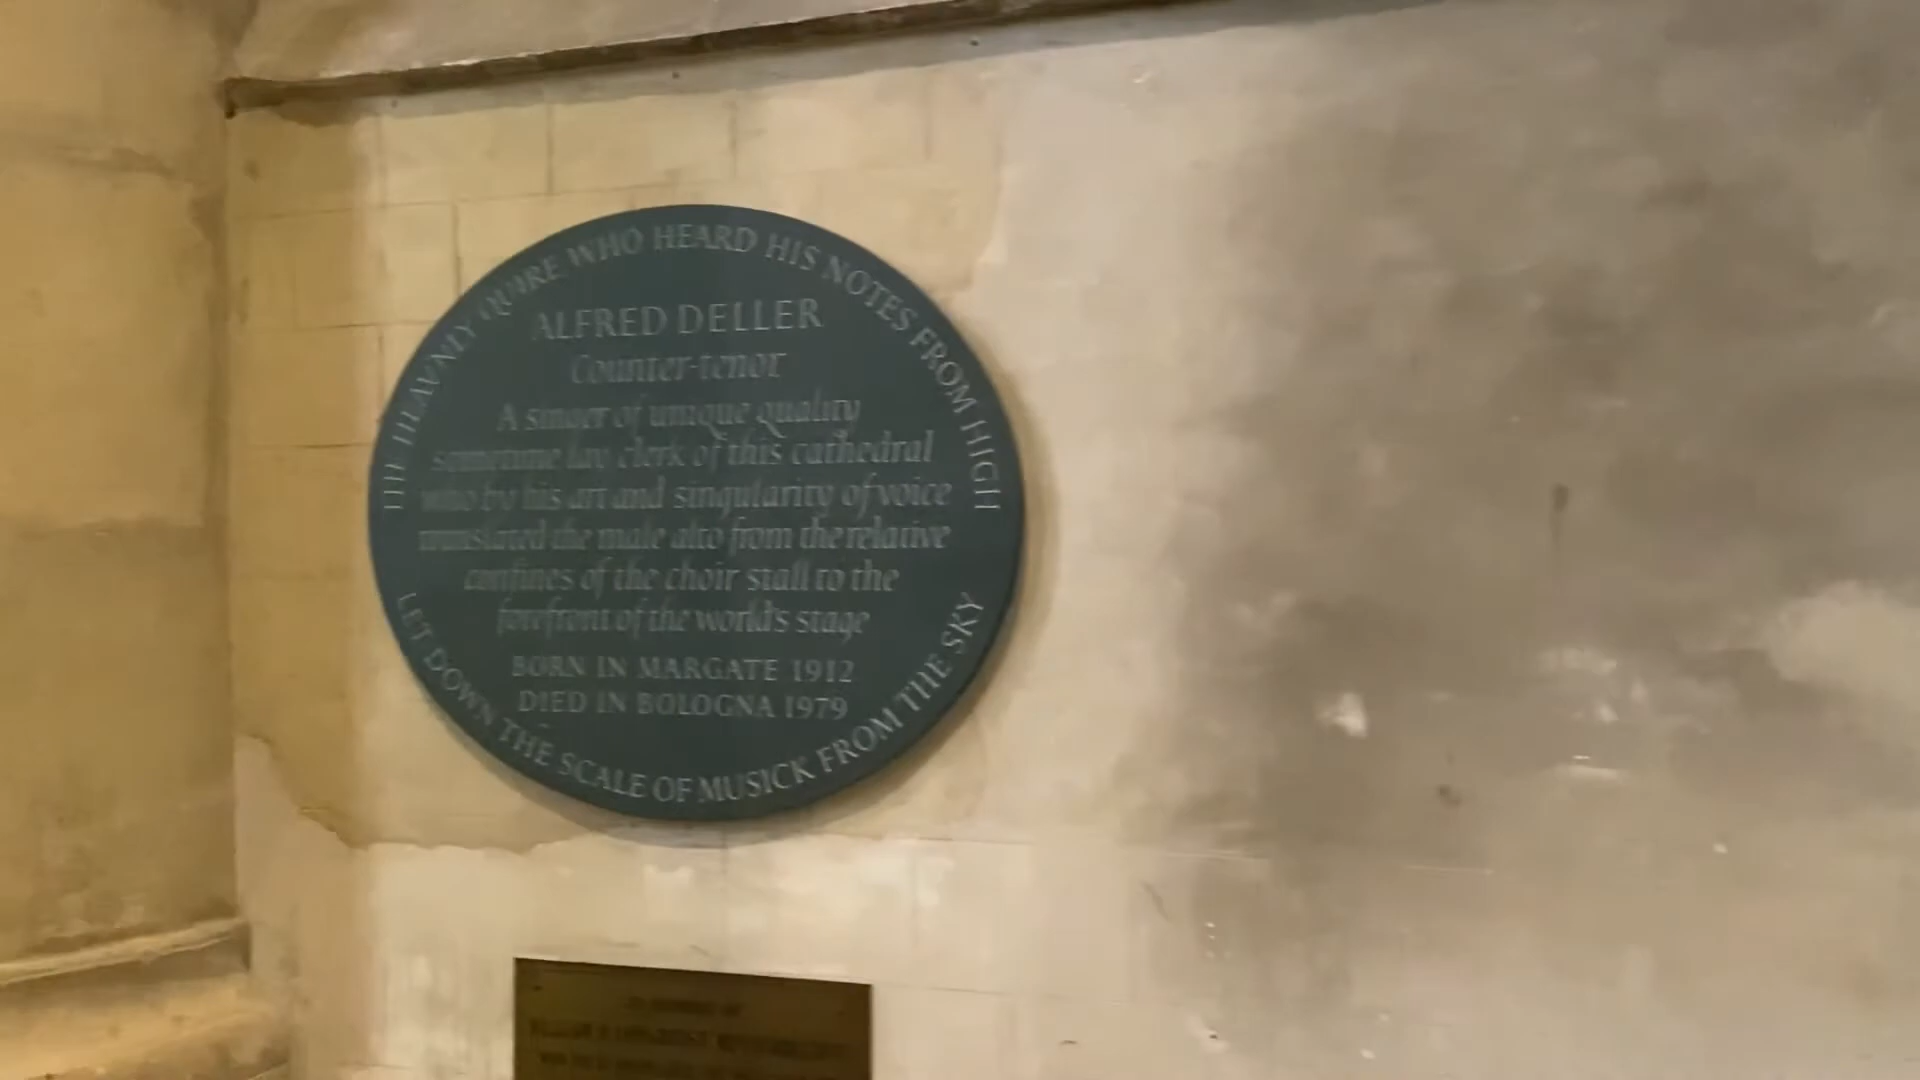 THE HEAVNLY QUIRE WHO HEARD HIS NOTES FROM HIGH
ALFRED DELLER
Counter-tenor
A singer of unique quality
sometime lay clerk of this cathedral
who by his art and singularity of voice
translated the male alto from the relative
confines of the choir stall to the
forefront of the world's stage
BORN IN MARGATE 1912
DIED IN BOLOGNA 1979
LET DOWN THE SCALE OF MUSICK FROM THE SKY